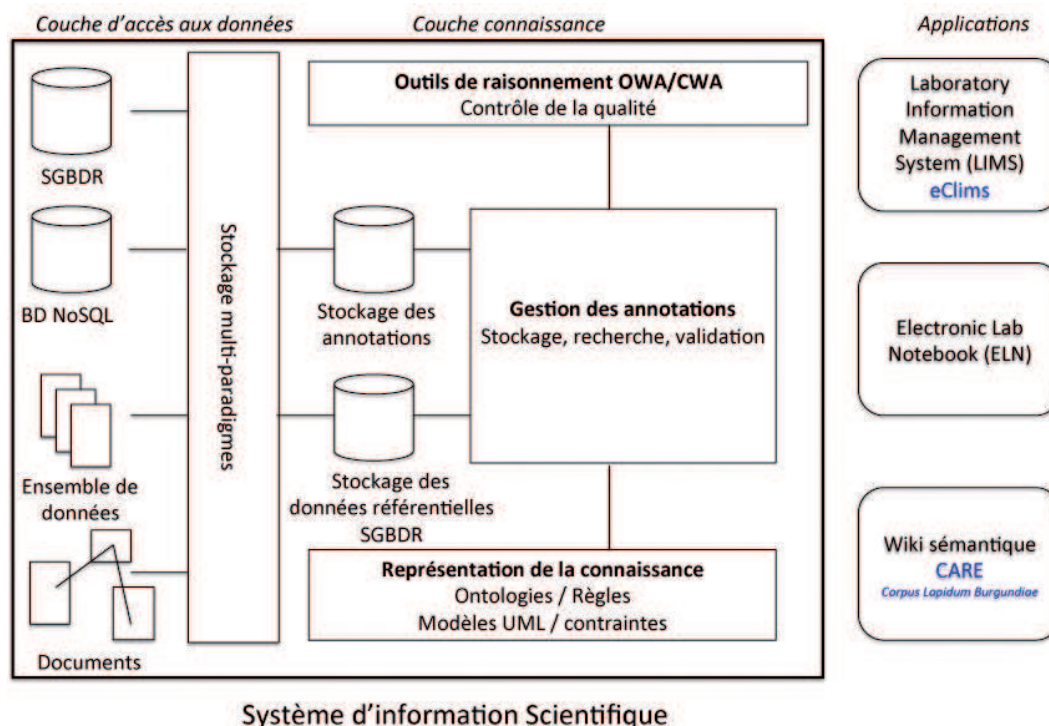 Couche d'accès aux données
Couche connaissance
Applications
SGBDR
BD NoSQL
Ensemble de
données
Documents
Stockage multi-paradigmes
Outils de raisonnement OWA/CWA
Contrôle de la qualité
Stockage des
annotations
Stockage des
données référentielles
SGBDR
Gestion des annotations
Stockage, recherche, validation
Représentation de la connaissance
Ontologies / Règles
Modèles UML / contraintes
Laboratory
Information
Management
System (LIMS)
eClims
Electronic Lab
Notebook (ELN)
Wiki sémantique
CARE
Corpus Lapidum Burgundiae
Système d'information Scientifique